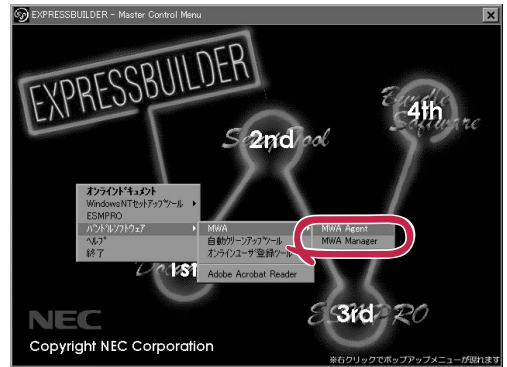 EXPRESSBUILDER - Master Control Menu
EXPRESSBUILDER
Bundle
Software
4th
Setup Tool
2nd
オンラインドキュメント
WindowsNTセットアップツール
ESMPRO
バンドルソフトウェア
ヘルプ
終了
MWA
自動クリーンアップツール
オンラインユーザ登録ツール
Adobe Acrobat Reader
MWA Agent
MWA Manager
1st
ESMPRO
3rd
NEC
Copyright NEC Corporation
※右クリックでポップアップメニューが現れます